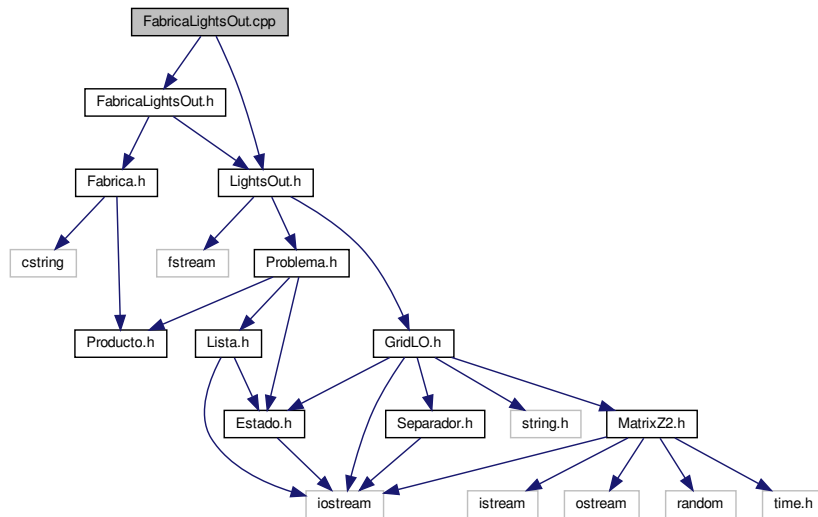 FabricaLightsOut.cpp
FabricaLightsOut.h
Fabrica.h
LightsOut.h
cstring
fstream
Problema.h
Producto.h
Lista.h
GridLO.h
Estado.h
Separador.h
string.h
MatrixZ2.h
iostream
istream
ostream
random
time.h